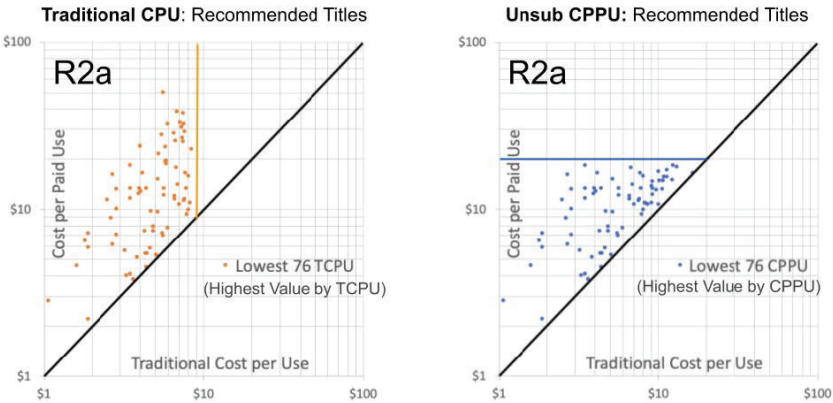 Traditional CPU: Recommended Titles
$100
R2a
Cost per Paid Use
$10
Lowest 76 TCPU
(Highest Value by TCPU)
Traditional Cost per Use
$1
$1
$10
$100
Unsub CPPU: Recommended Titles
$100
R2a
Cost per Paid Use
$10
Lowest 76 CPPU
(Highest Value by CPPU)
Traditional Cost per Use
$1
$1
$10
$100